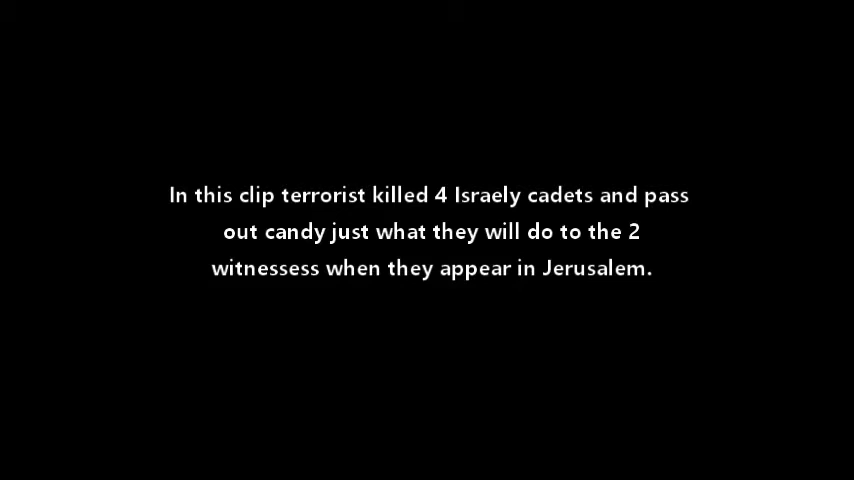 In this clip terrorist killed 4 Israely cadets and pass
out candy just what they will do to the 2
witnessess when they appear in Jerusalem.